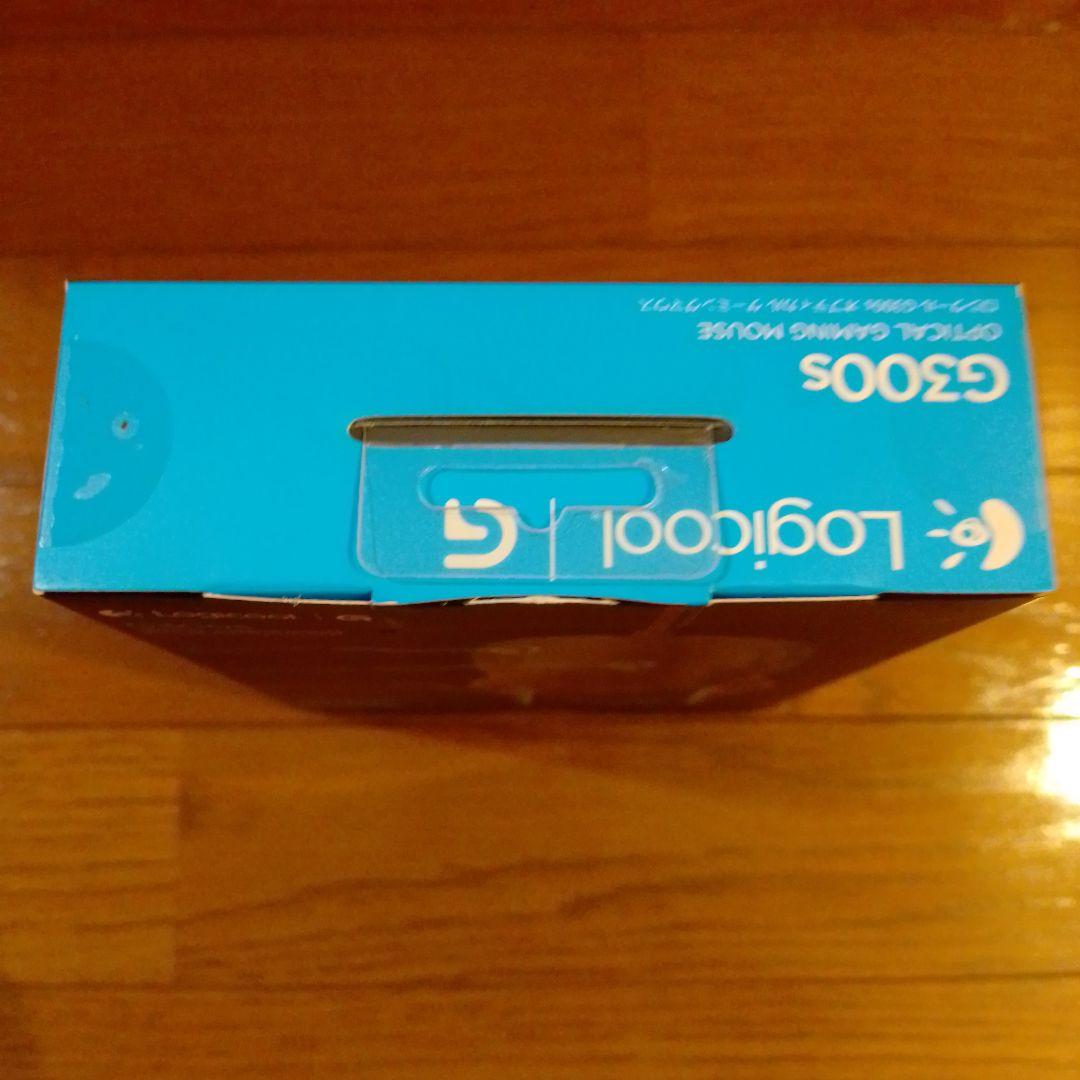 Logicool | G
G300s
OPTICAL GAMING MOUSE
ロジクール G300s オプティカル ゲーミングマウス
Logicool | G